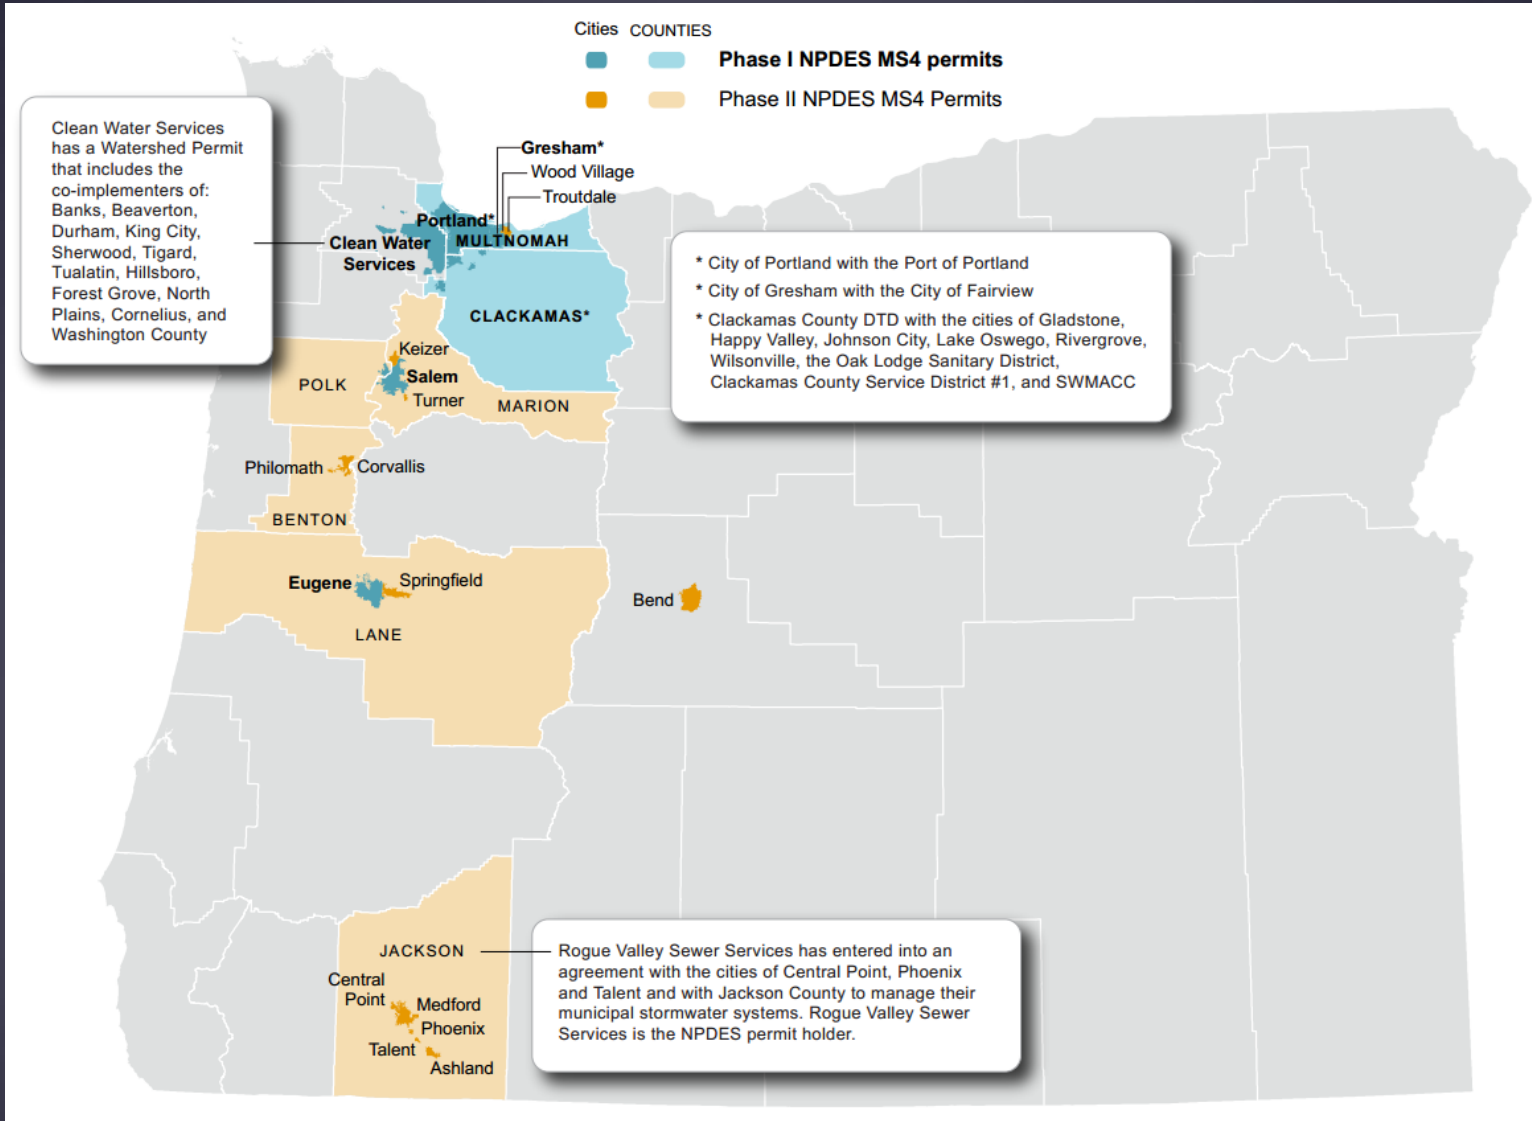 Cities COUNTIES
Phase I NPDES MS4 permits
Phase II NPDES MS4 Permits
Clean Water Services
has a Watershed Permit
that includes the
co-implementers of:
Banks, Beaverton,
Durham, King City,
Sherwood, Tigard,
Tualatin, Hillsboro,
Forest Grove, North
Plains, Cornelius, and
Washington County
Gresham*
Wood Village
Troutdale
Portland*
MULTNOMAH
Clean Water
Services
CLACKAMAS*
* City of Portland with the Port of Portland
* City of Gresham with the City of Fairview
* Clackamas County DTD with the cities of Gladstone,
Happy Valley, Johnson City, Lake Oswego, Rivergrove,
Wilsonville, the Oak Lodge Sanitary District,
Clackamas County Service District #1, and SWMACC
Keizer
POLK
Salem
Turner
MARION
Philomath
Corvallis
BENTON
Eugene
Springfield
LANE
Bend
JACKSON
Central
Point
Medford
Phoenix
Talent
Ashland
Rogue Valley Sewer Services has entered into an
agreement with the cities of Central Point, Phoenix
and Talent and with Jackson County to manage their
municipal stormwater systems. Rogue Valley Sewer
Services is the NPDES permit holder.